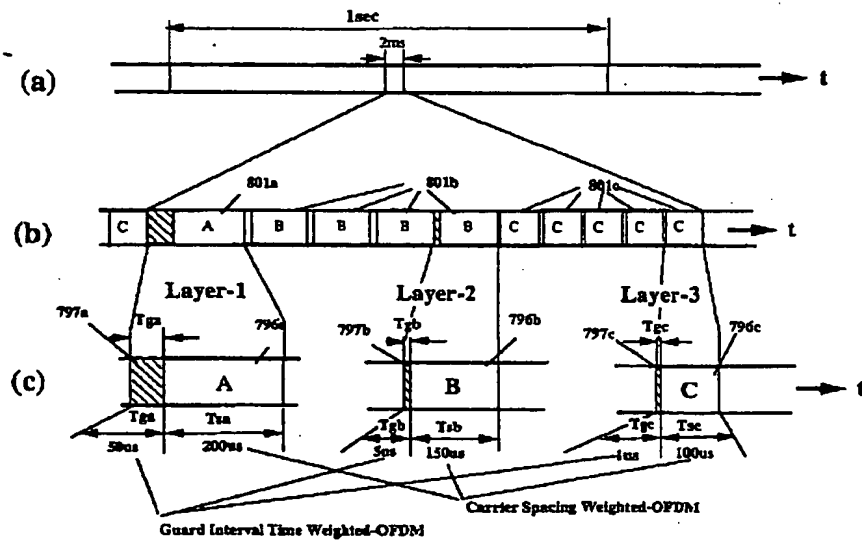 1sec
2ms
(a)
t
801a
801b
801c
(b)
C
A
B
B
B
B
C
C
C
C
C
t
Layer-1
Layer-2
Layer-3
797a
Tga
796a
797b
Tgb
796b
797c
Tgc
796c
(c)
A
B
C
t
Tga
Tsa
Tgb
Tsb
Tgc
Tsc
50us
200us
5us
150us
1us
100us
Carrier Spacing Weighted-OFDM
Guard Interval Time Weighted-OFDM